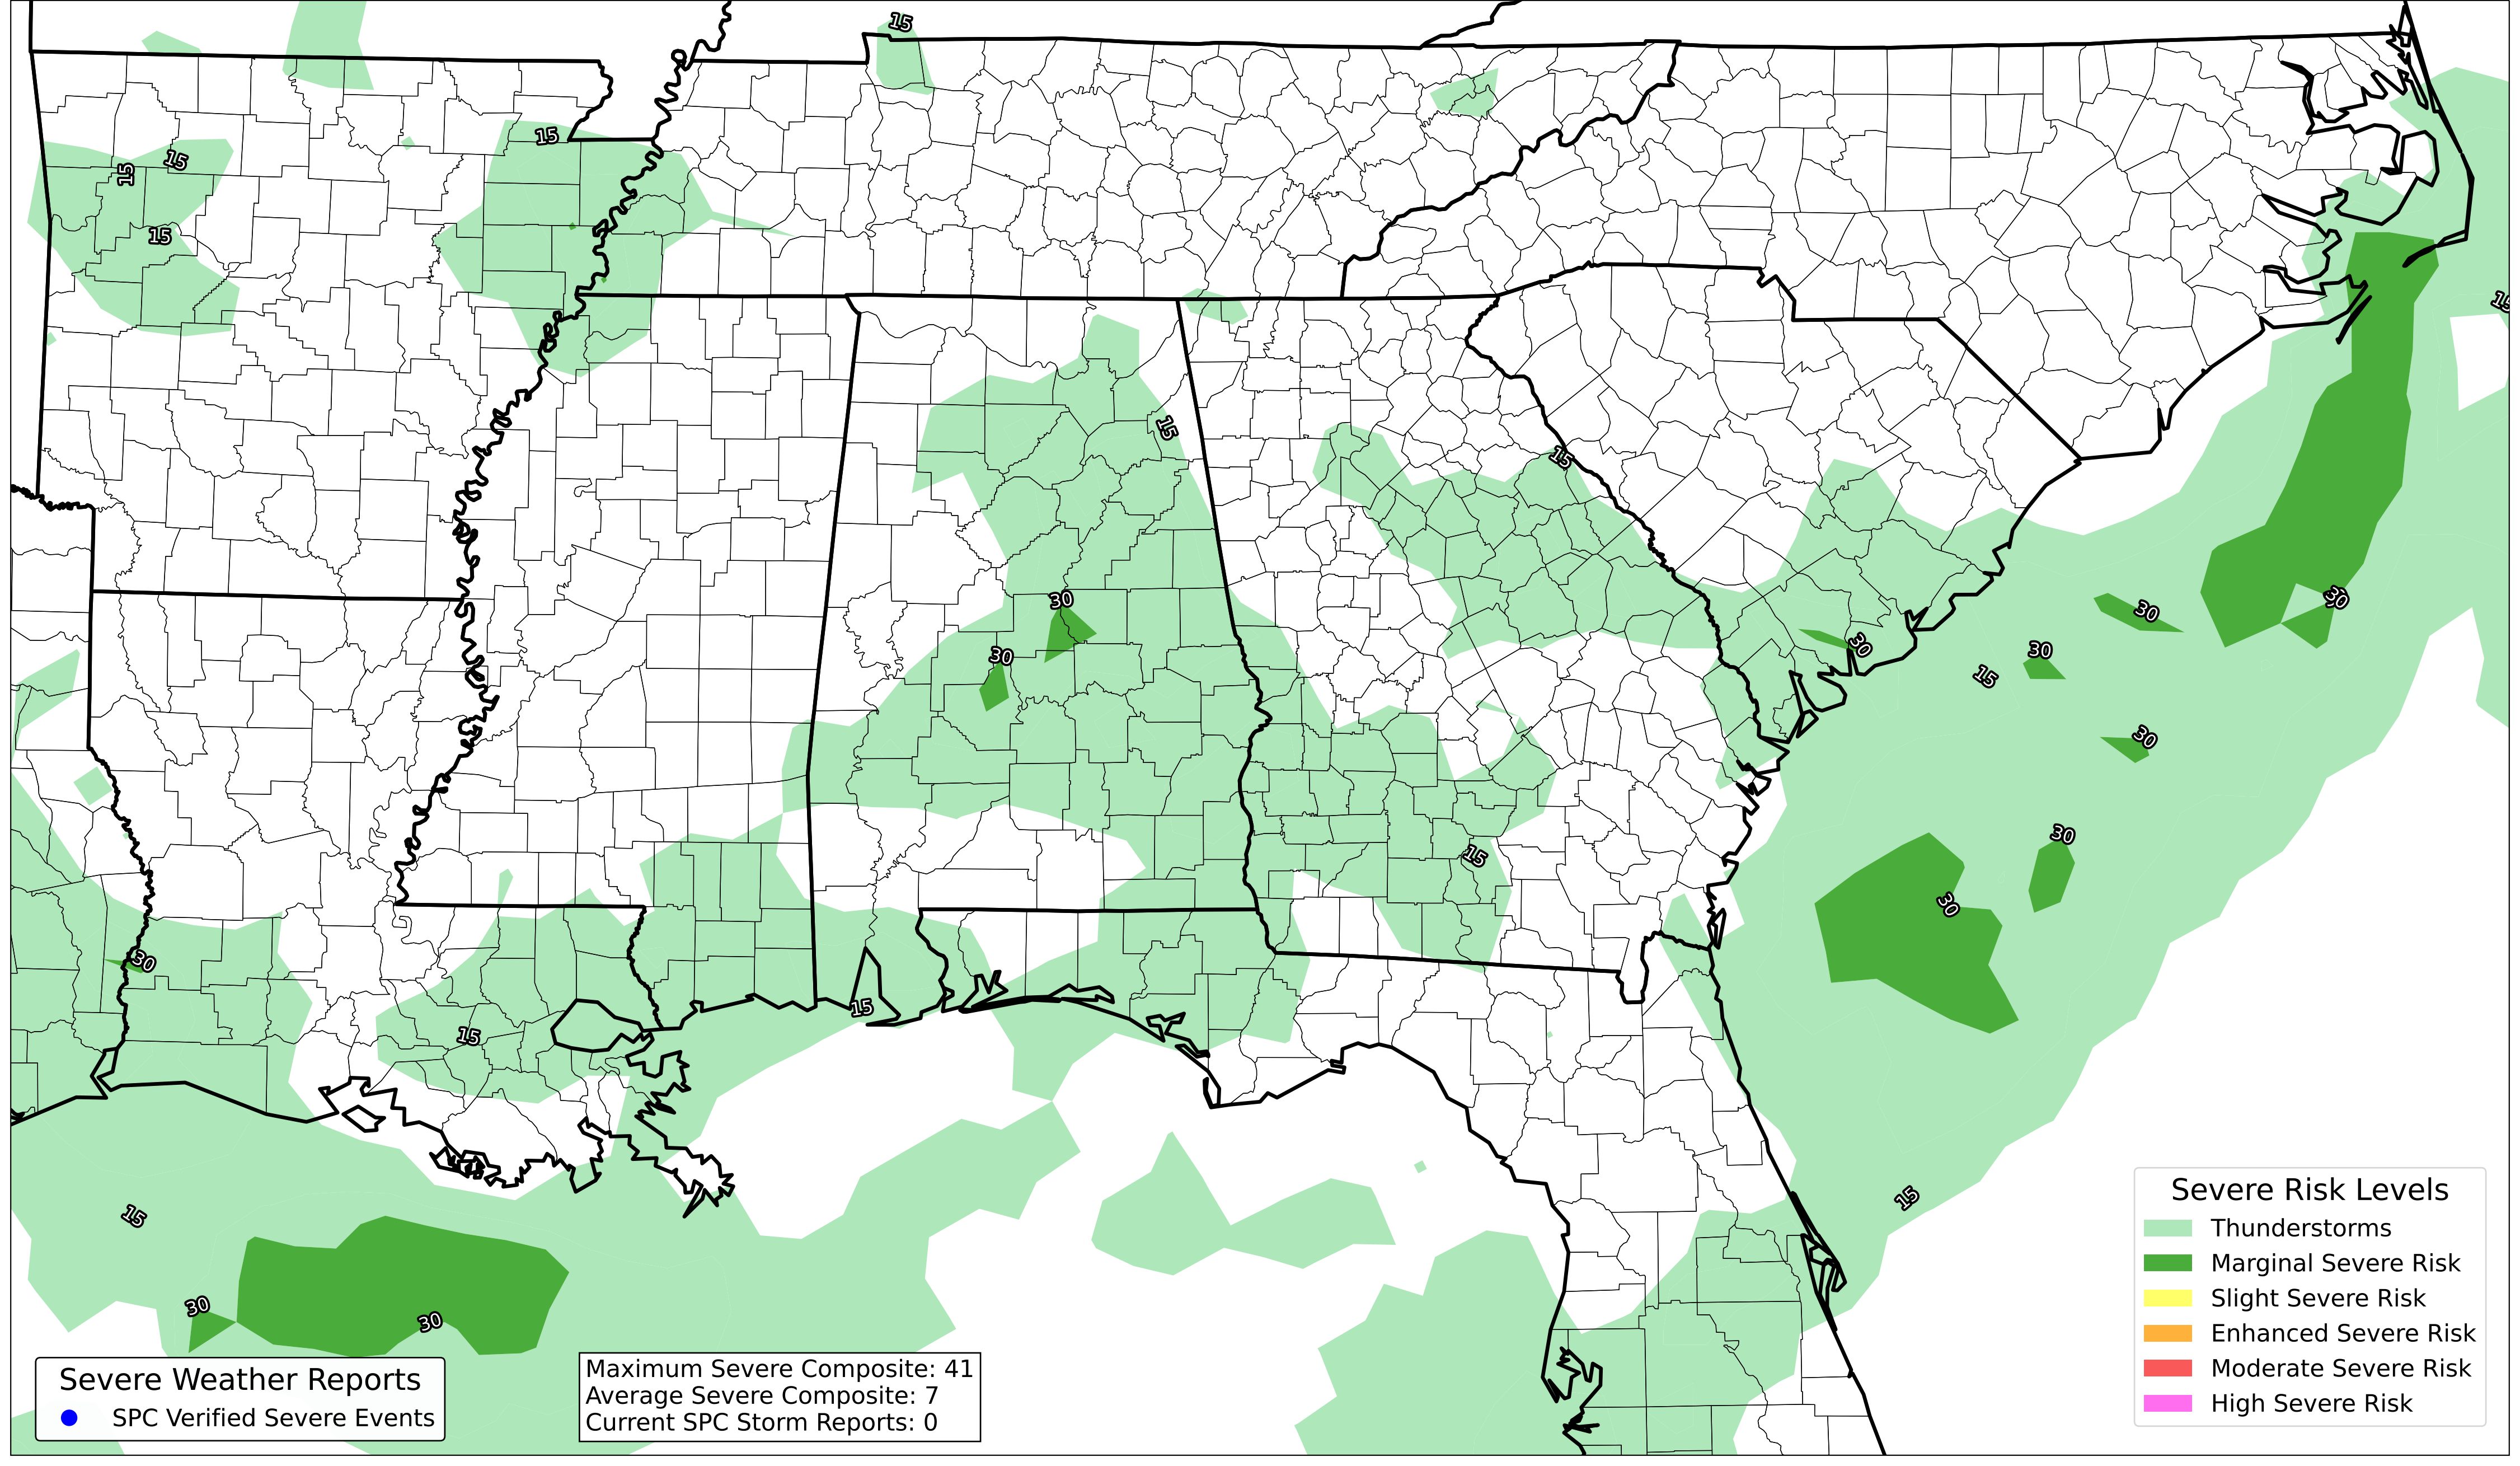 15
15
15
15
15
15
15
15
30
30
15
30
30
30
30
15
30
30
15
30
30
30
15
15
15
15
30
30
Severe Weather Reports
SPC Verified Severe Events
Maximum Severe Composite: 41
Average Severe Composite: 7
Current SPC Storm Reports: 0
Severe Risk Levels
Thunderstorms
Marginal Severe Risk
Slight Severe Risk
Enhanced Severe Risk
Moderate Severe Risk
High Severe Risk